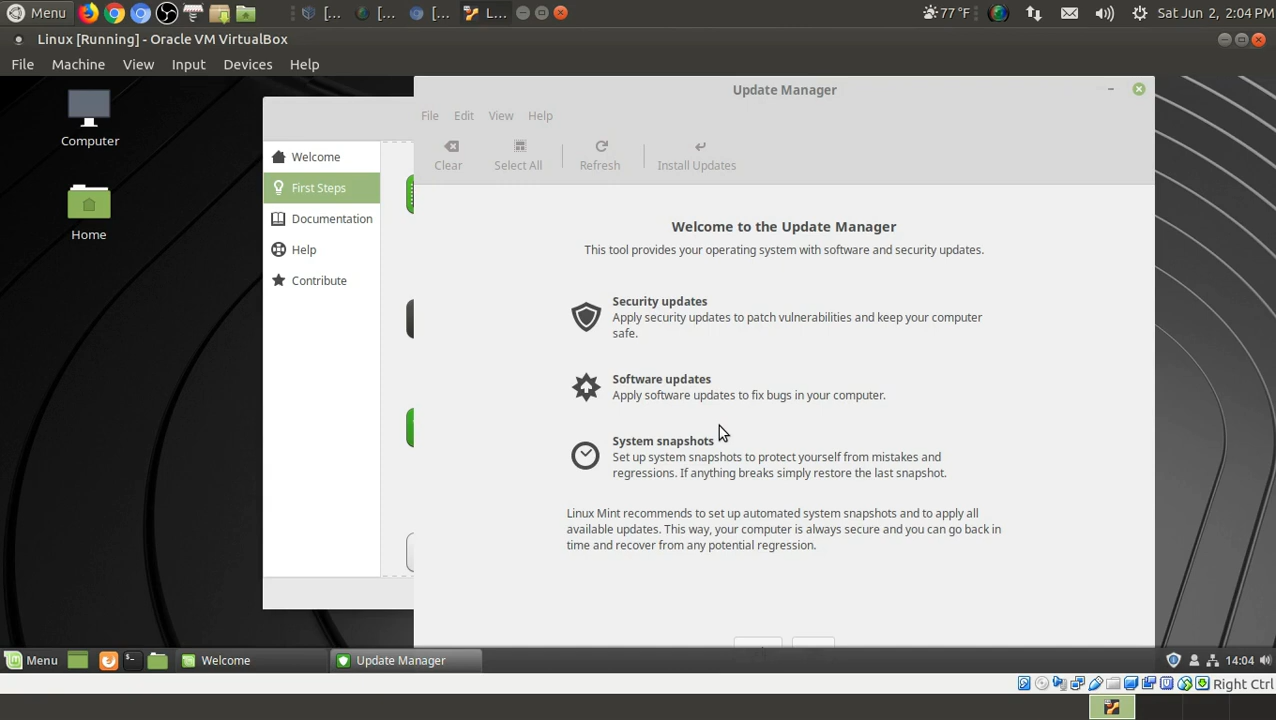 Menu
[...
[...
[...
L...
77 °F
Sat Jun 2, 2:04 PM
Linux [Running] - Oracle VM VirtualBox
File Machine View Input Devices Help
Computer
Home
Welcome
First Steps
Documentation
Help
Contribute
Update Manager
File Edit View Help
Clear
Select All
Refresh
Install Updates
Welcome to the Update Manager
This tool provides your operating system with software and security updates.
Security updates
Apply security updates to patch vulnerabilities and keep your computer
safe.
Software updates
Apply software updates to fix bugs in your computer.
System snapshots
Set up system snapshots to protect yourself from mistakes and
regressions. If anything breaks simply restore the last snapshot.
Linux Mint recommends to set up automated system snapshots and to apply all
available updates. This way, your computer is always secure and you can go back in
time and recover from any potential regression.
Menu
Welcome
Update Manager
14:04
Right Ctrl